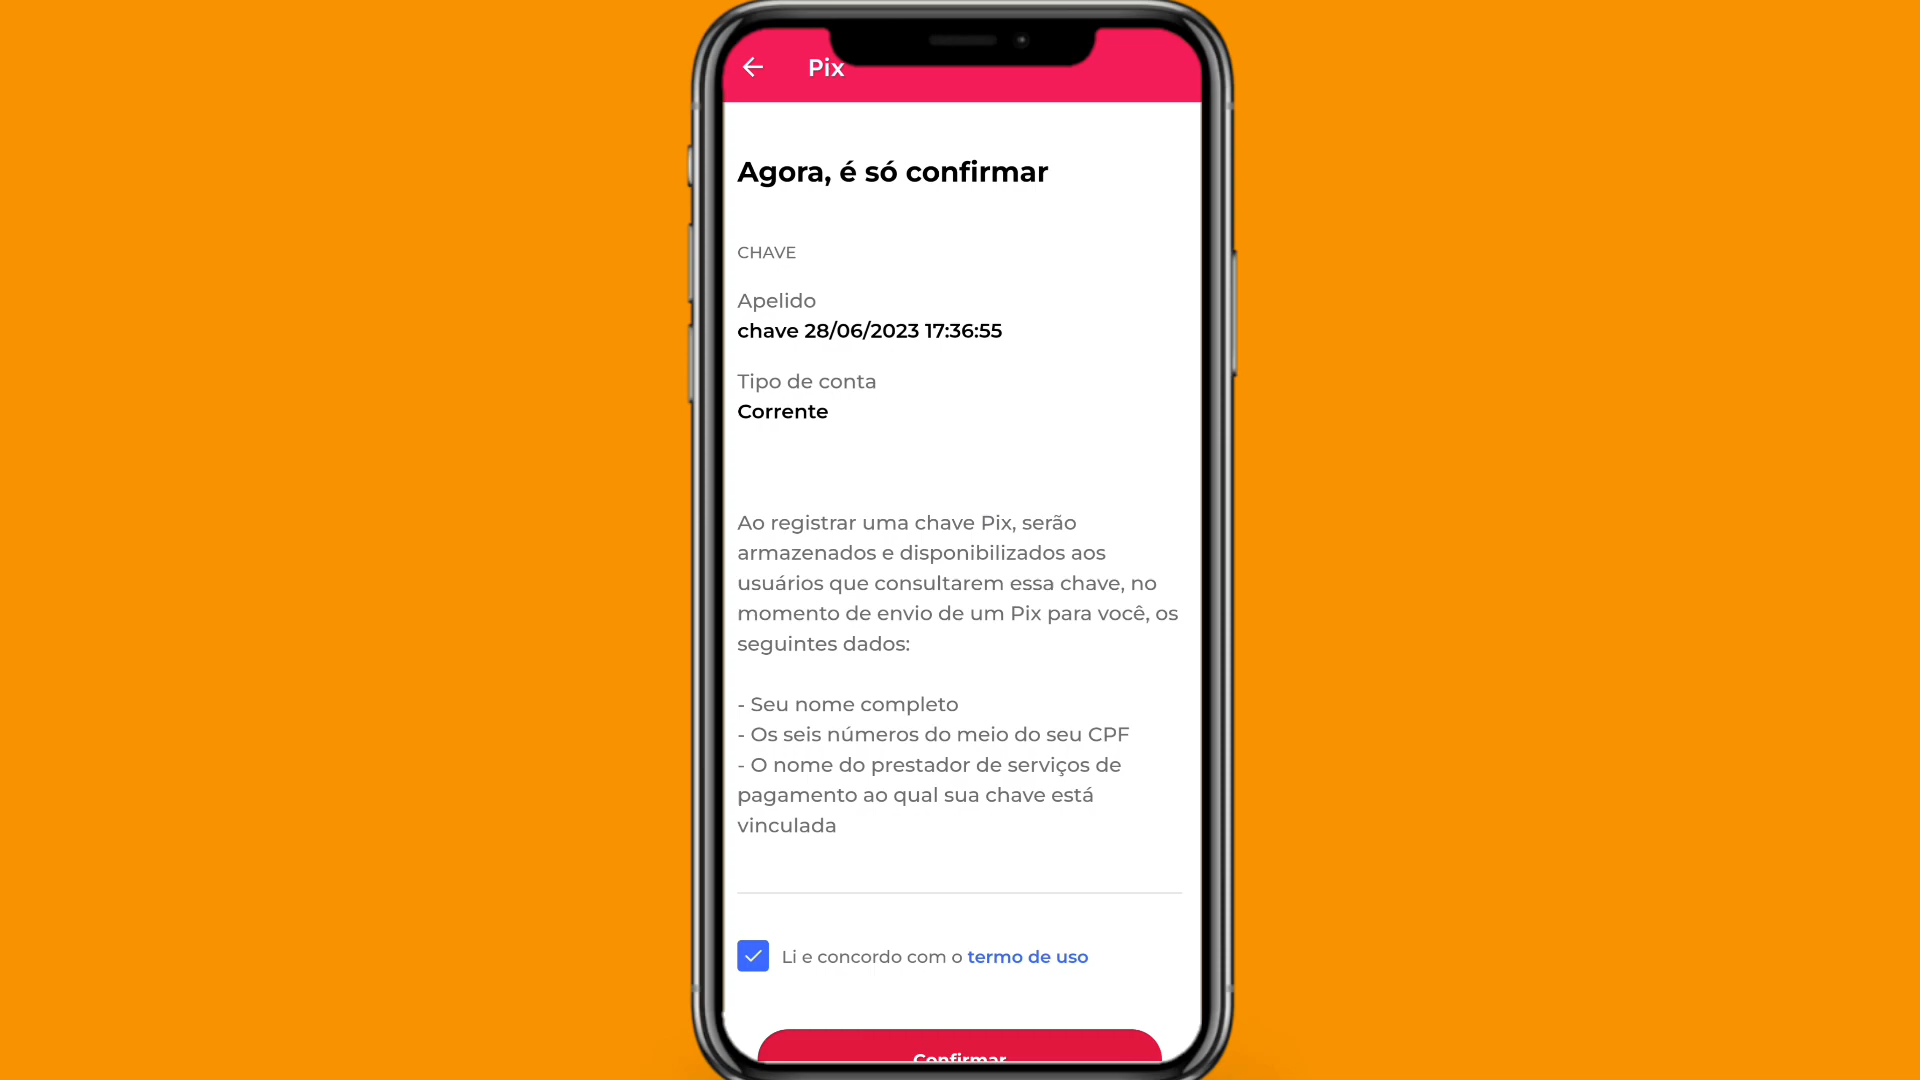 Pix
Agora, é só confirmar
CHAVE
Apelido
chave 28/06/2023 17:36:55
Tipo de conta
Corrente
Ao registrar uma chave Pix, serão
armazenados e disponibilizados aos
usuários que consultarem essa chave, no
momento de envio de um Pix para você, os
seguintes dados:
- Seu nome completo
- Os seis números do meio do seu CPF
- O nome do prestador de serviços de
pagamento ao qual sua chave está
vinculada
Li e concordo com o termo de uso
Confirmar